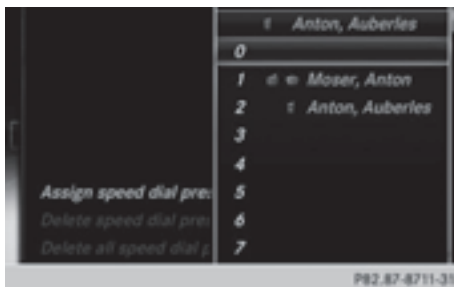 Anton, Auberles
0
1 Moser, Anton
2 Anton, Auberles
3
4
Assign speed dial pre: 5
Delete speed dial pre: 6
Delete all speed dial p 7
P82.87-8711-31